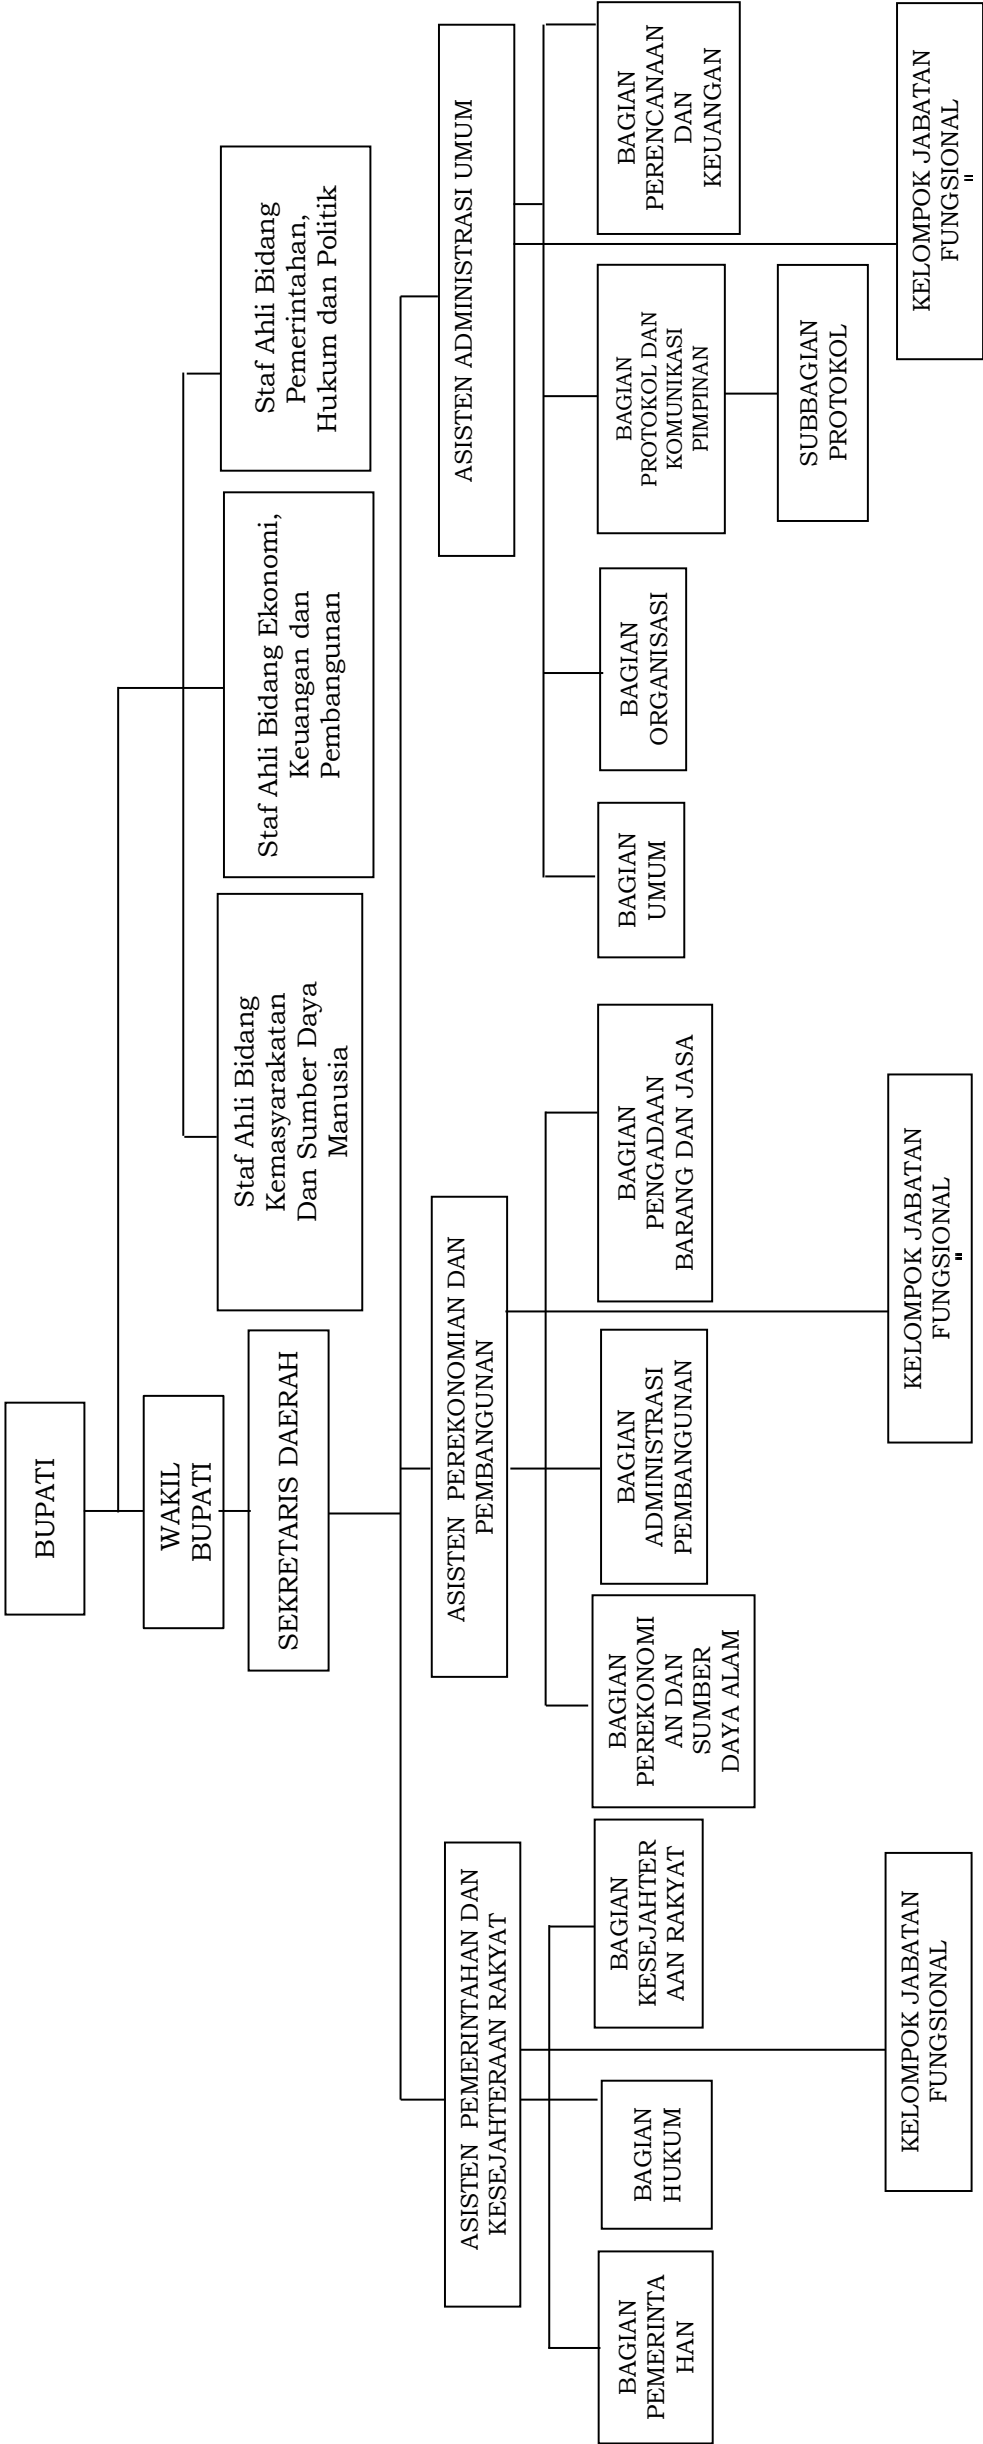 BUPATI
WAKIL
BUPATI
SEKRETARIS DAERAH
Staf Ahli Bidang
Kemasyarakatan
Dan Sumber Daya
Manusia
Staf Ahli Bidang Ekonomi,
Keuangan dan
Pembangunan
Staf Ahli Bidang
Pemerintahan,
Hukum dan Politik
ASISTEN PEMERINTAHAN DAN
KESEJAHTERAAN RAKYAT
ASISTEN PEREKONOMIAN DAN
PEMBANGUNAN
ASISTEN ADMINISTRASI UMUM
BAGIAN
PEMERINTA
HAN
BAGIAN
HUKUM
BAGIAN
KESEJAHTER
AAN RAKYAT
BAGIAN
PEREKONOMI
AN DAN
SUMBER
DAYA ALAM
BAGIAN
ADMINISTRASI
PEMBANGUNAN
BAGIAN
PENGADAAN
BARANG DAN JASA
BAGIAN
UMUM
BAGIAN
ORGANISASI
BAGIAN
PROTOKOL DAN
KOMUNIKASI
PIMPINAN
BAGIAN
PERENCANAAN
DAN
KEUANGAN
SUBBAGIAN
PROTOKOL
KELOMPOK JABATAN
FUNGSIONAL
KELOMPOK JABATAN
FUNGSIONAL
"
KELOMPOK JABATAN
FUNGSIONAL
"